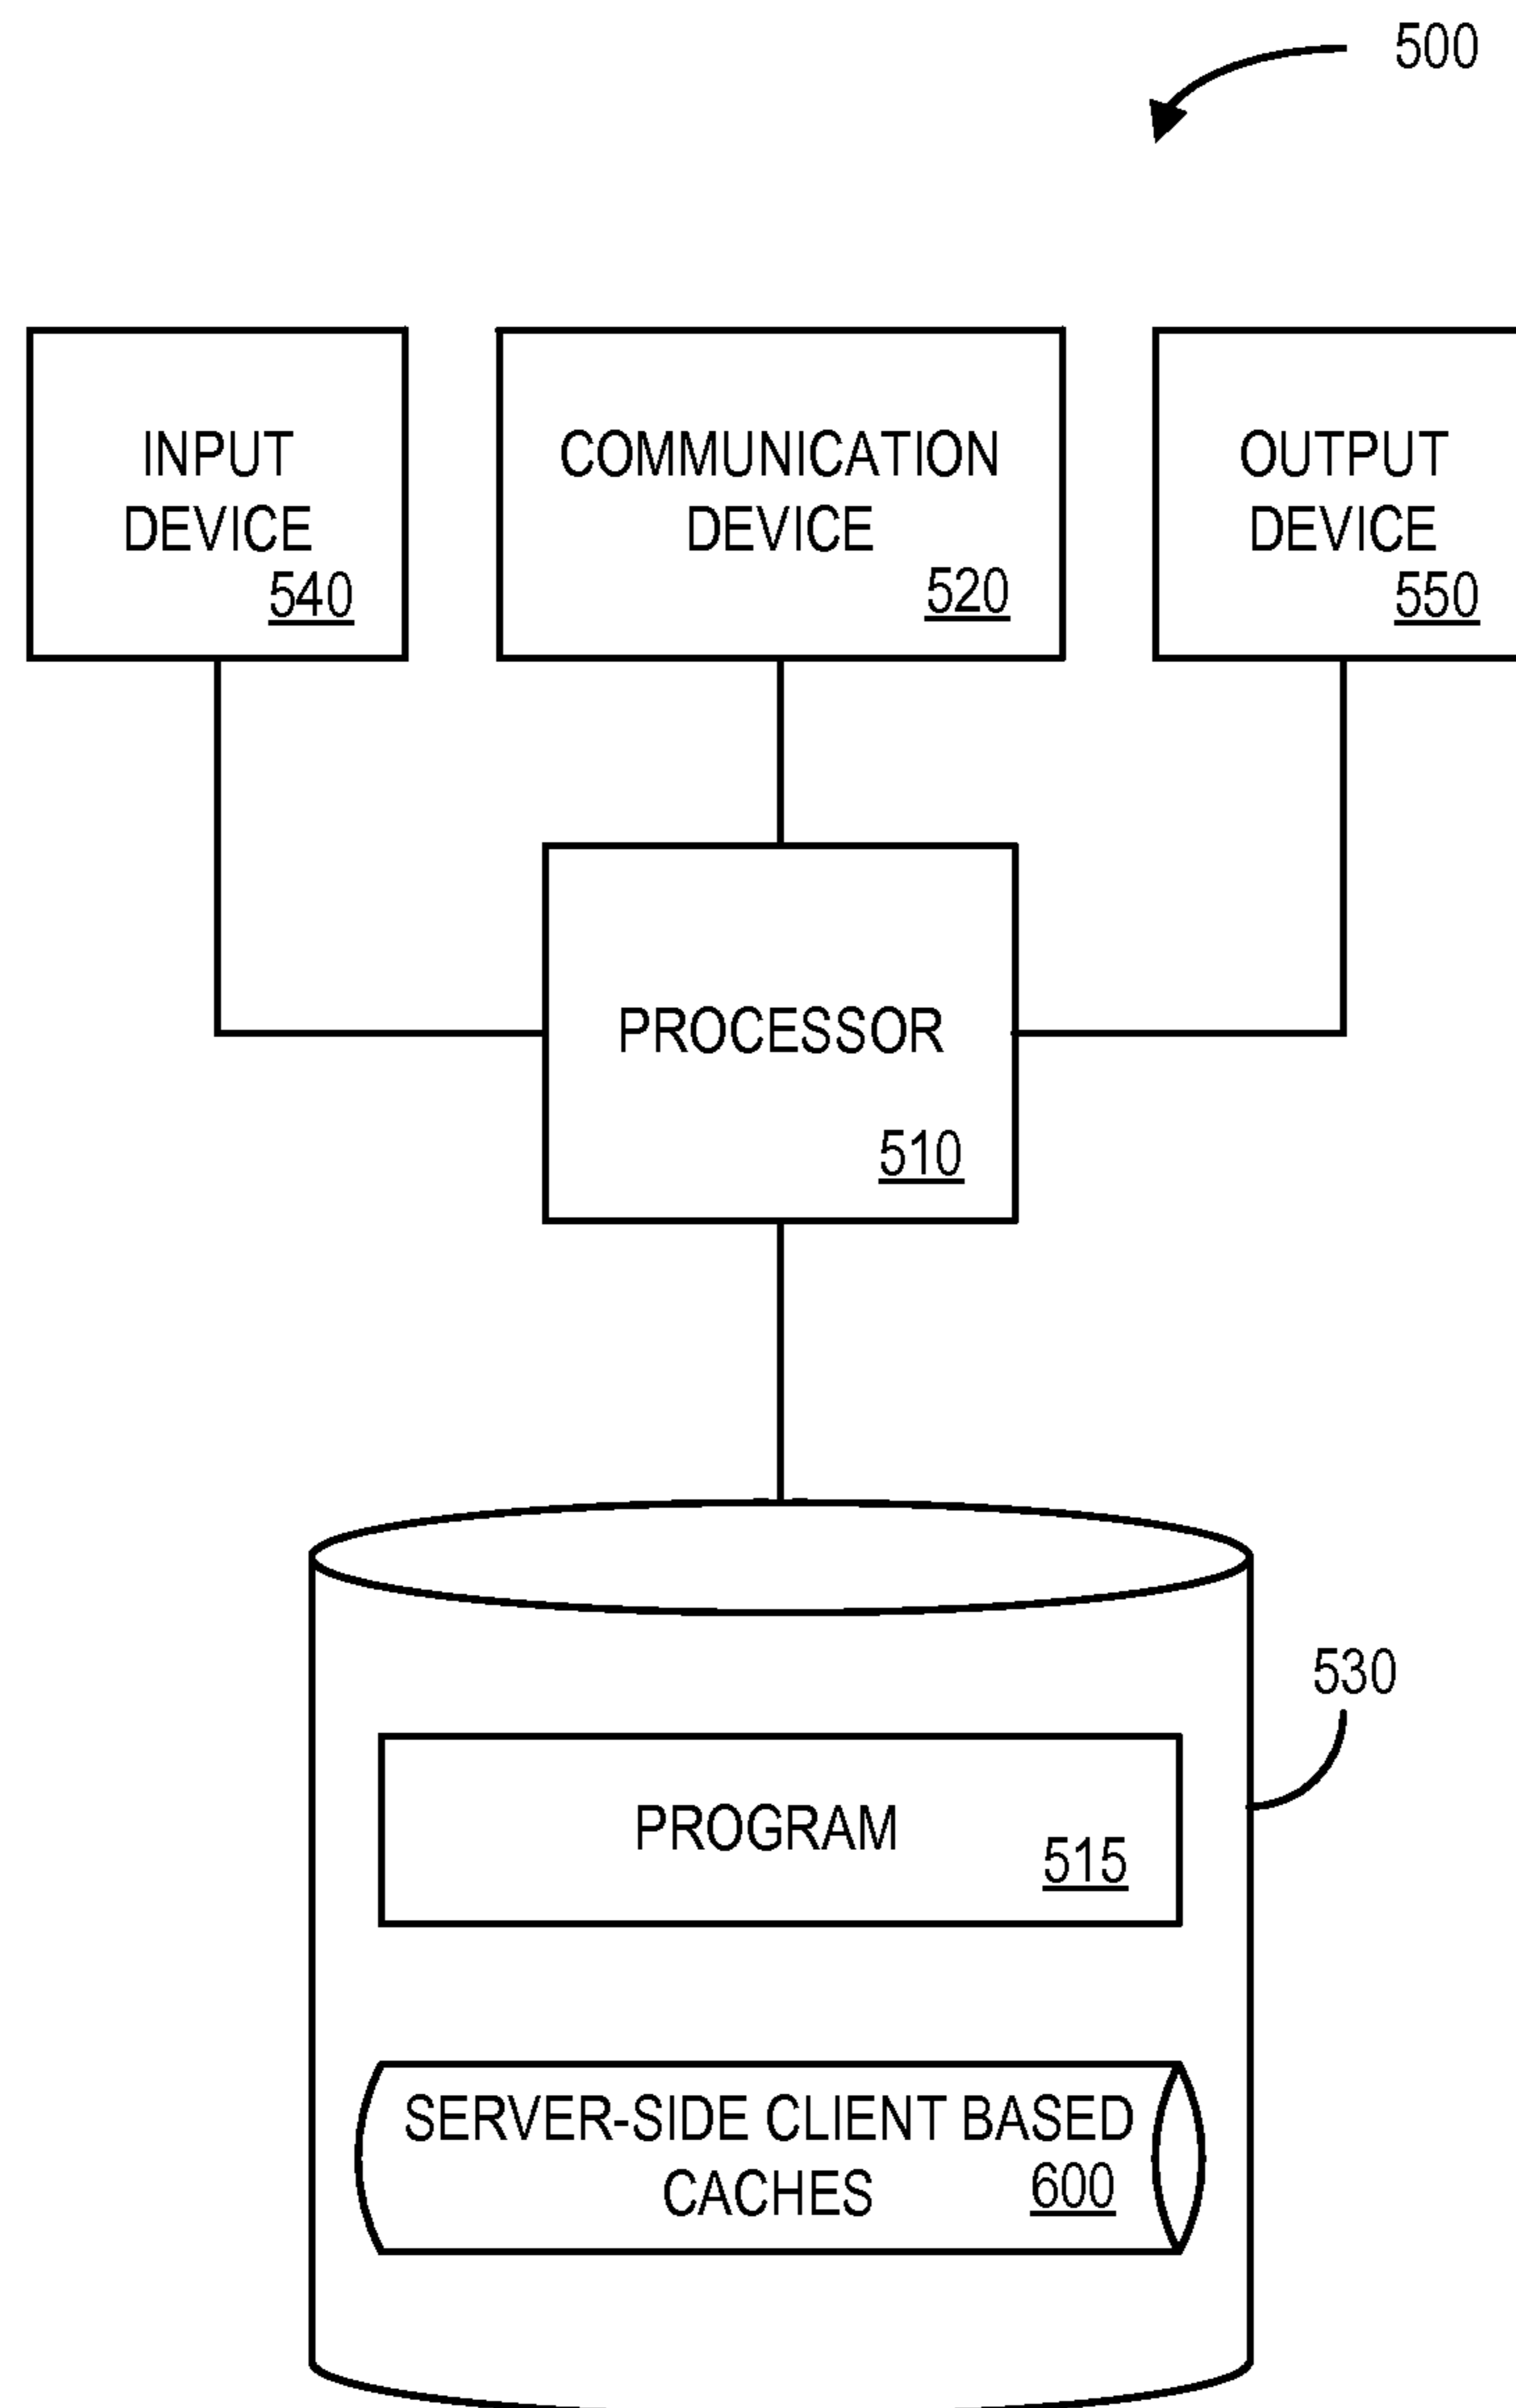 500
INPUT
DEVICE
540
COMMUNICATION
DEVICE
520
OUTPUT
DEVICE
550
PROCESSOR
510
530
PROGRAM
515
SERVER-SIDE CLIENT BASED
CACHES
600